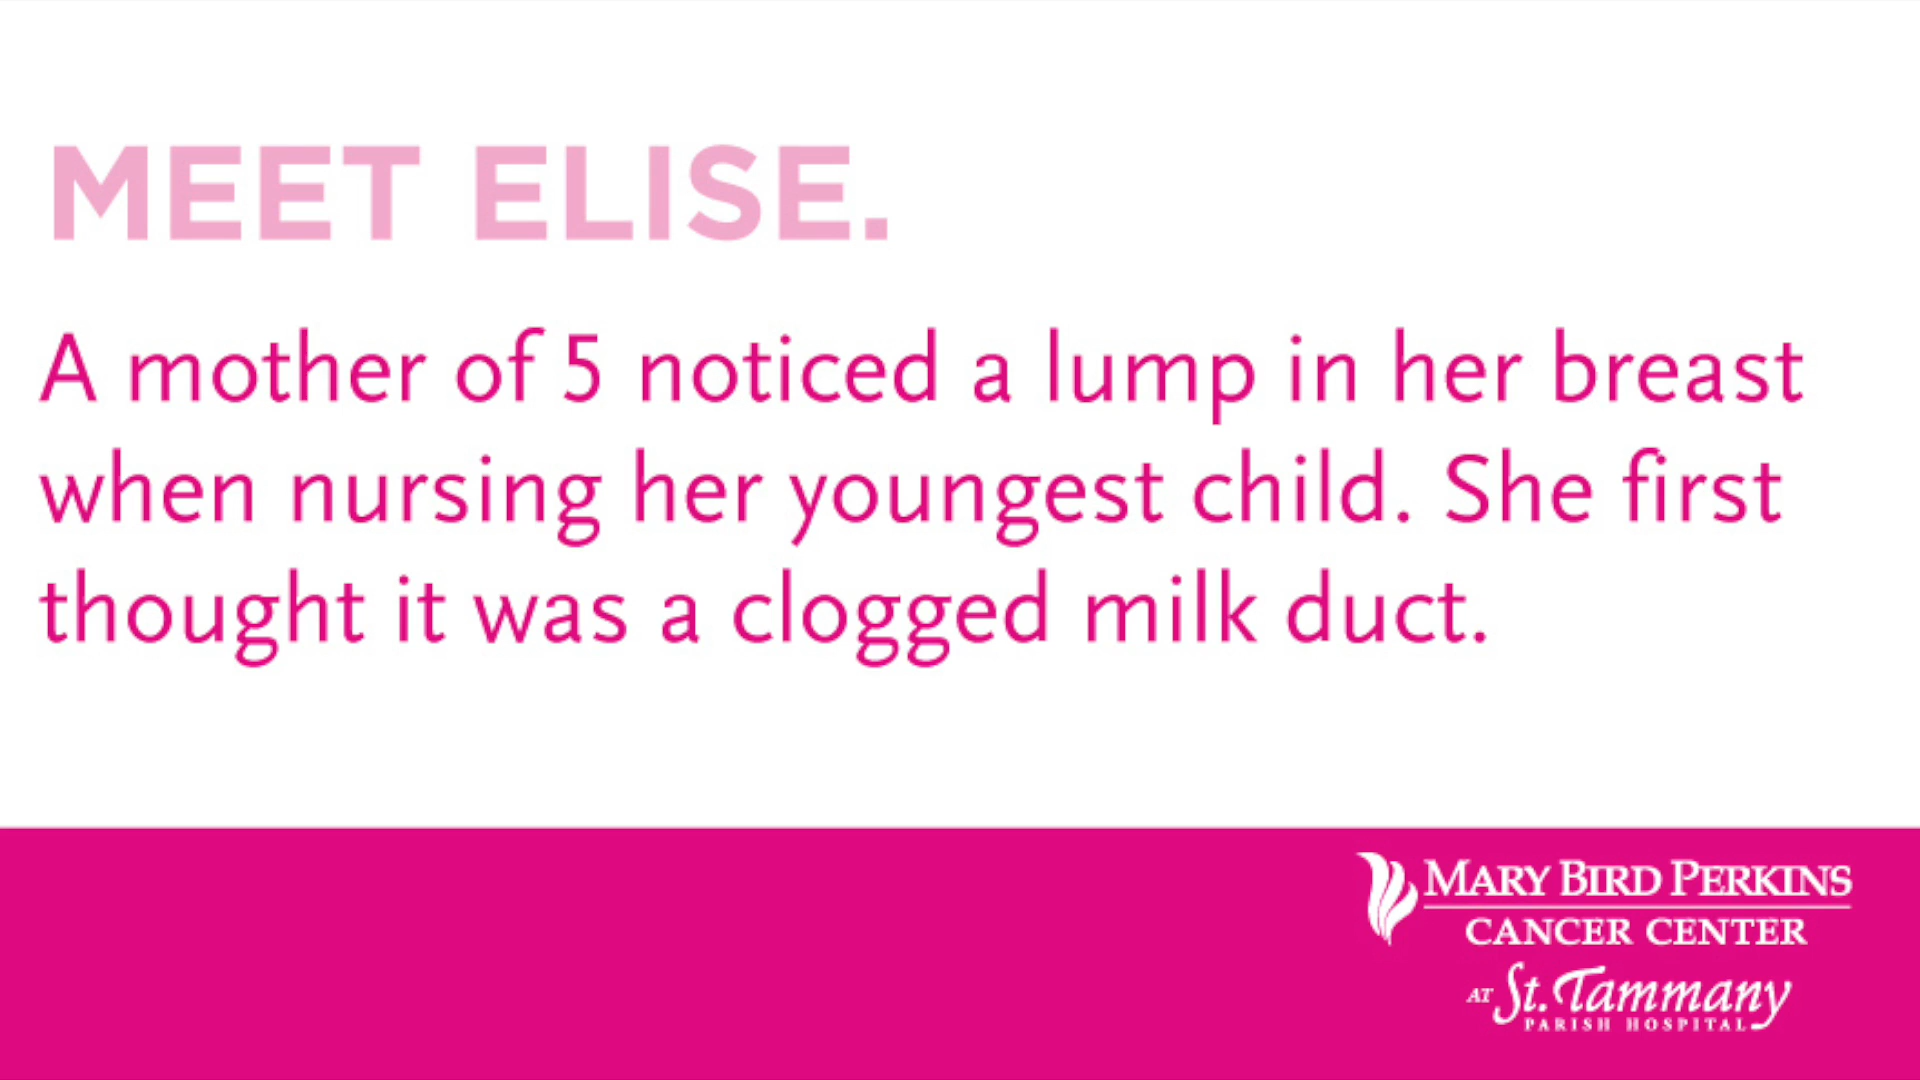 MEET ELISE.
A mother of 5 noticed a lump in her breast
when nursing her youngest child. She first
thought it was a clogged milk duct.
MARY BIRD PERKINS
CANCER CENTER
AT St. Tammany
PARISH HOSPITAL